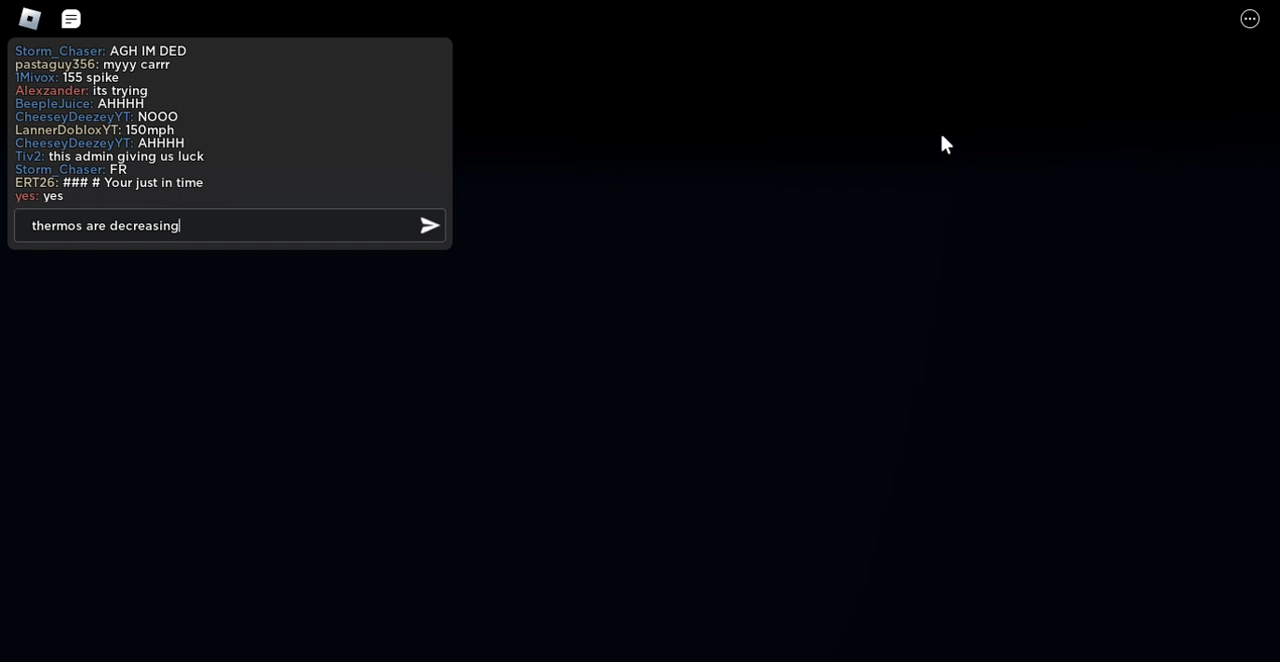 Storm_Chaser: AGH IM DED
pastaguy356: myyy carrr
1Mivox: 155 spike
Alexzander: its trying
BeepleJuice: AHHHH
CheeseyDeezeyYT: NOOO
LannerDobloxYT: 150mph
CheeseyDeezeyYT: AHHHH
Tiv2: this admin giving us luck
Storm_Chaser: FR
ERT26: ### # Your just in time
yes: yes
thermos are decreasing